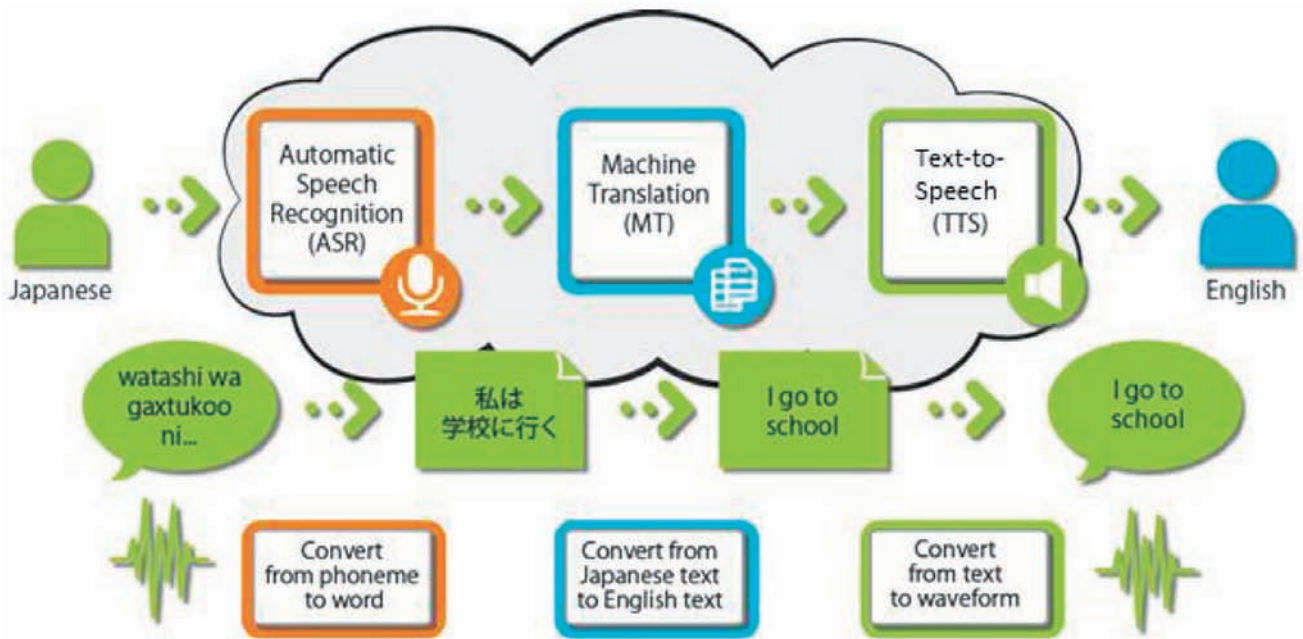 Automatic
Speech
Recognition
(ASR)
Machine
Translation
(MT)
Text-to-
Speech
(TTS)
Japanese
English
watashi wa
gaxtukoo
ni...
私は
学校に行く
I go to
school
I go to
school
Convert
from phoneme
to word
Convert from
Japanese text
to English text
Convert
from text
to waveform